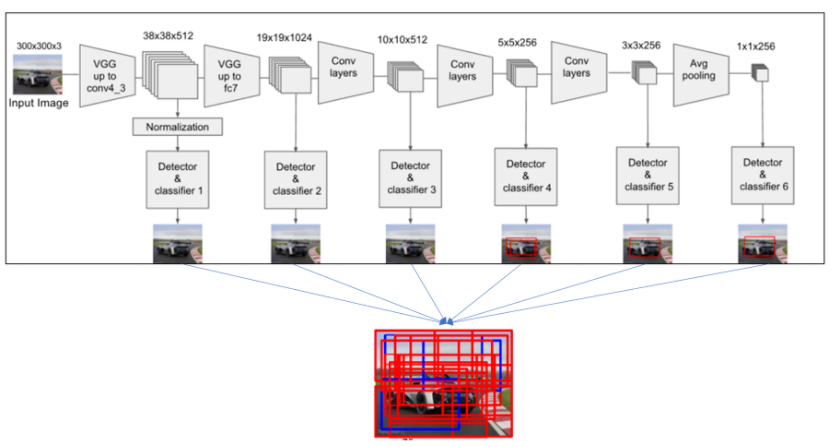 300x300x3
Input Image
VGG
up to
conv4_3
38x38x512
Normalization
Detector
&
classifier 1
VGG
up to
fc7
19x19x1024
Detector
&
classifier 2
Conv
layers
10x10x512
Detector
&
classifier 3
Conv
layers
5x5x256
Detector
&
classifier 4
Conv
layers
3x3x256
Detector
&
classifier 5
Avg
pooling
1x1x256
Detector
&
classifier 6